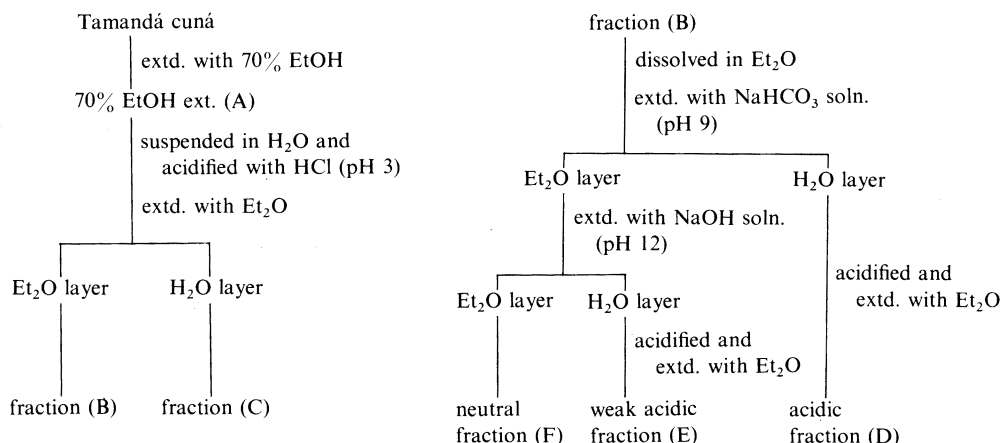 Tamandá cuná
extd. with 70% EtOH
70% EtOH ext. (A)
suspended in H₂O and
acidified with HCl (pH 3)
extd. with Et₂O
Et₂O layer
H₂O layer
fraction (B)
fraction (C)
fraction (B)
dissolved in Et₂O
extd. with NaHCO₃ soln.
(pH 9)
Et₂O layer
H₂O layer
extd. with NaOH soln.
(pH 12)
Et₂O layer
H₂O layer
acidified and
extd. with Et₂O
acidified and
extd. with Et₂O
neutral
fraction (F)
weak acidic
fraction (E)
acidic
fraction (D)